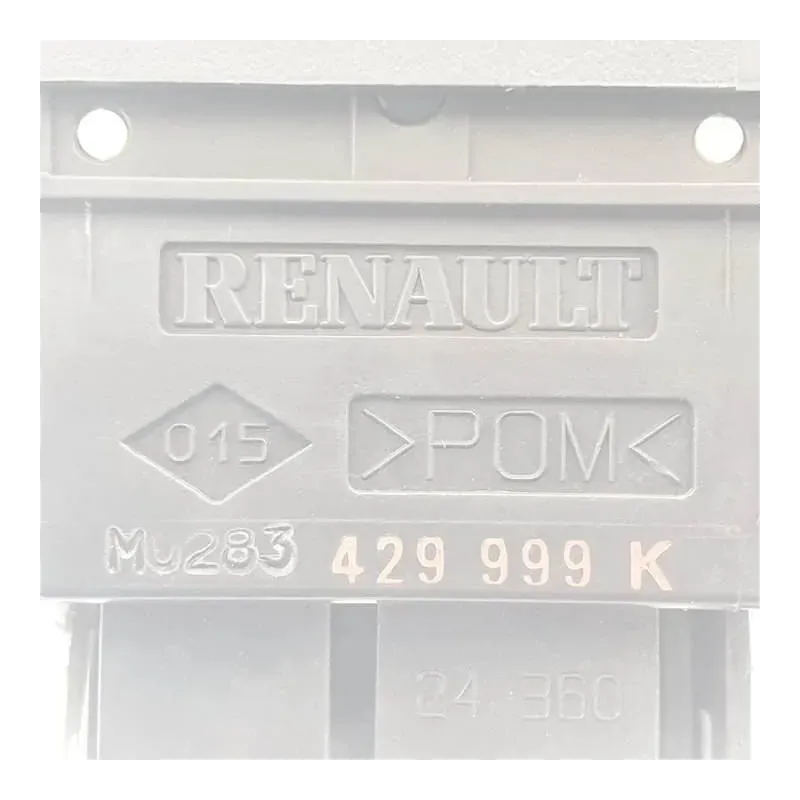 RENAULT
015 >POM<
Mu283 429 999 K
24.360